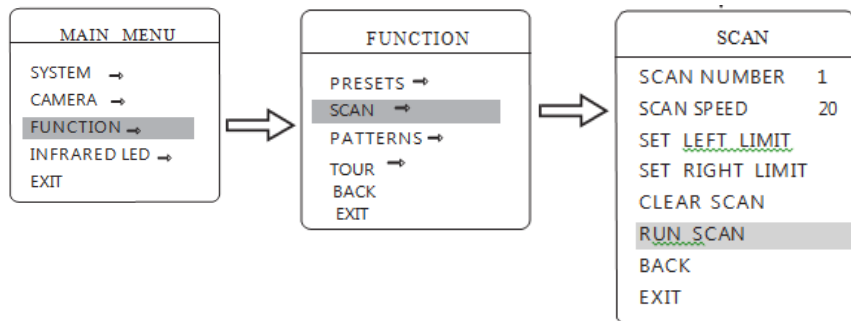 MAIN MENU
SYSTEM →
CAMERA →
FUNCTION →
INFRARED LED →
EXIT
FUNCTION
PRESETS →
SCAN →
PATTERNS →
TOUR →
BACK
EXIT
SCAN
SCAN NUMBER 1
SCAN SPEED 20
SET LEFT LIMIT
SET RIGHT LIMIT
CLEAR SCAN
RUN SCAN
BACK
EXIT